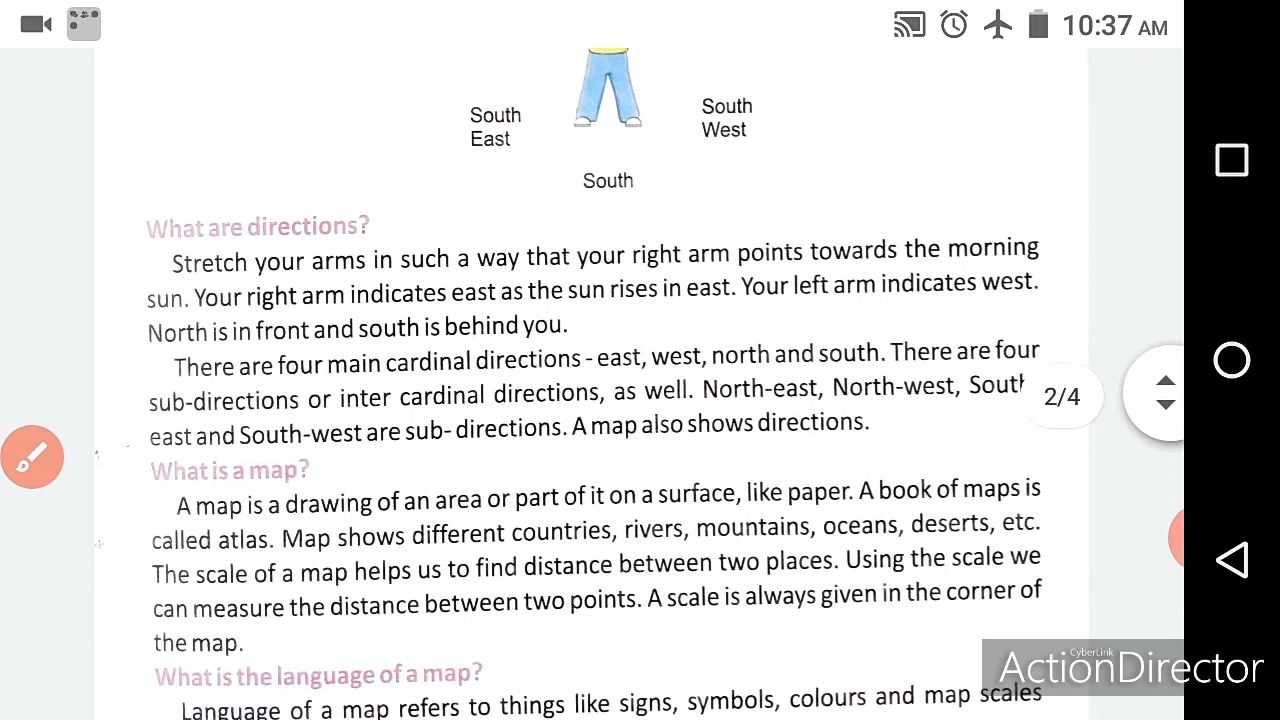 10:37 AM
South
East
South
West
South
What are directions?
Stretch your arms in such a way that your right arm points towards the morning
sun. Your right arm indicates east as the sun rises in east. Your left arm indicates west.
North is in front and south is behind you.
There are four main cardinal directions - east, west, north and south. There are four
sub-directions or inter cardinal directions, as well. North-east, North-west, South
east and South-west are sub- directions. A map also shows directions.
2/4
What is a map?
A map is a drawing of an area or part of it on a surface, like paper. A book of maps is
called atlas. Map shows different countries, rivers, mountains, oceans, deserts, etc.
The scale of a map helps us to find distance between two places. Using the scale we
can measure the distance between two points. A scale is always given in the corner of
the map.
What is the language of a map?
Language of a map refers to things like signs, symbols, colours and map scales
CyberLink
ActionDirector